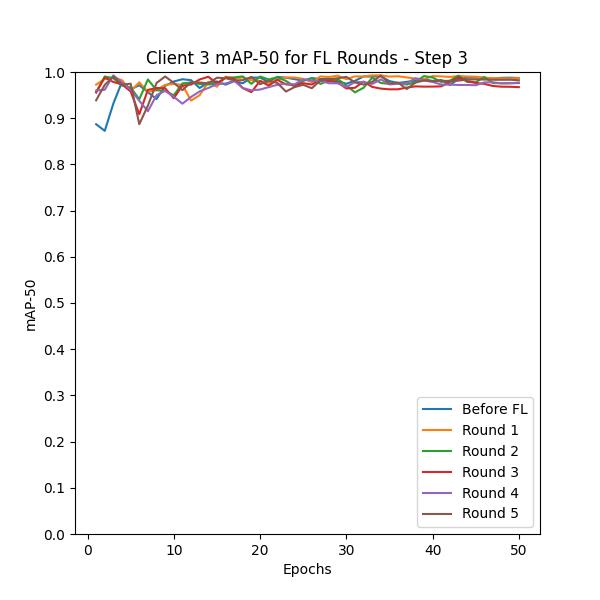 Client 3 mAP-50 for FL Rounds - Step 3
1.0
0.9
0.8
0.7
0.6
0.5
0.4
0.3
0.2
0.1
0.0
mAP-50
Before FL
Round 1
Round 2
Round 3
Round 4
Round 5
0 10 20 30 40 50
Epochs